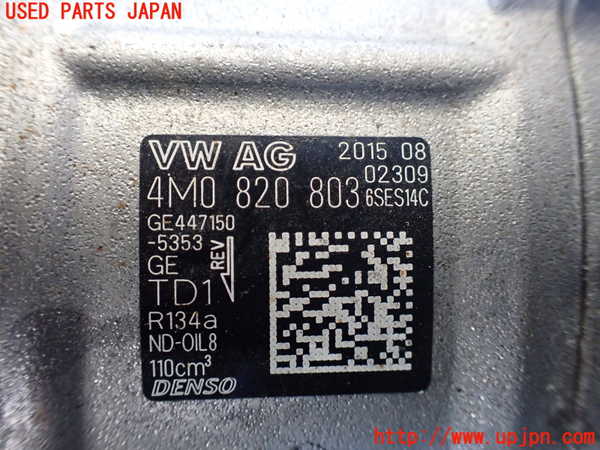 USED PARTS JAPAN
VW AG 2015 08
02309
4M0 820 803 6SES14C
GE447150
-5353
REV
GE
TD1
R134a
ND-OIL8
110cm³
DENSO
http://www.upjpn.com